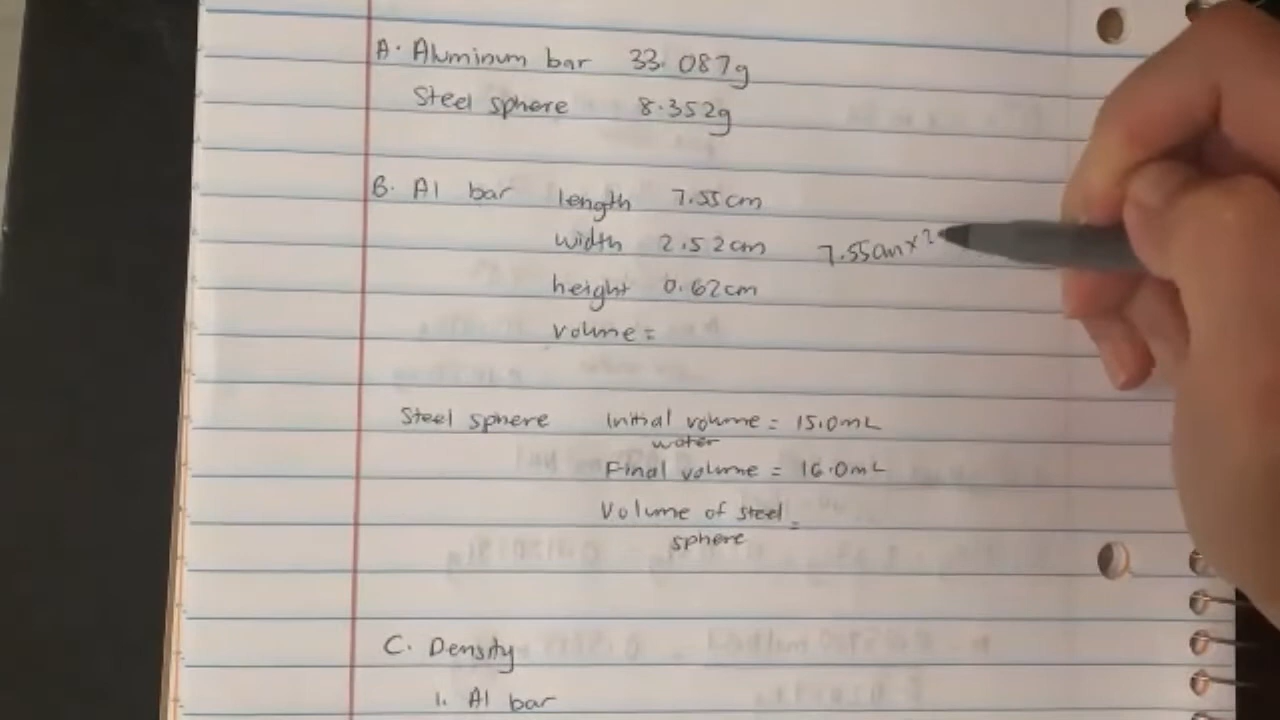 A. Aluminum bar 33.087g
Steel sphere 8.352g
B. Al bar length 7.55cm
width 2.52cm 7.55cm x 2
height 0.62cm
volume =
Steel sphere Initial volume = 15.0mL
water
Final volume = 16.0mL
Volume of steel =
sphere
C. Density
1. Al bar